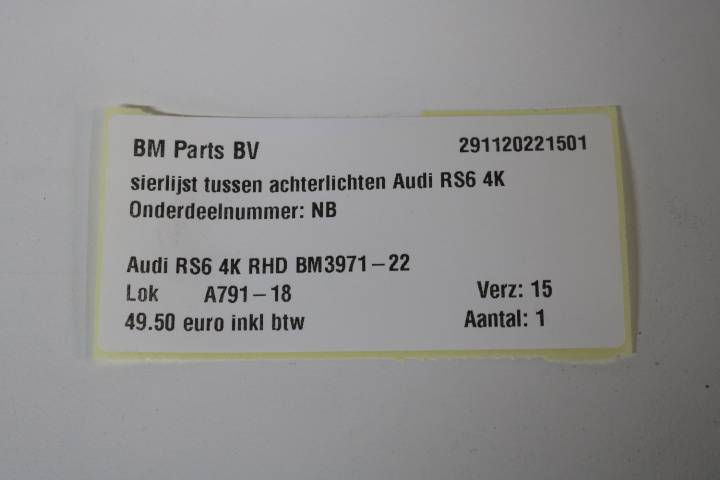 BM Parts BV 291120221501
sierlijst tussen achterlichten Audi RS6 4K
Onderdeelnummer: NB
Audi RS6 4K RHD BM3971-22
Lok A791-18 Verz: 15
49.50 euro inkl btw Aantal: 1